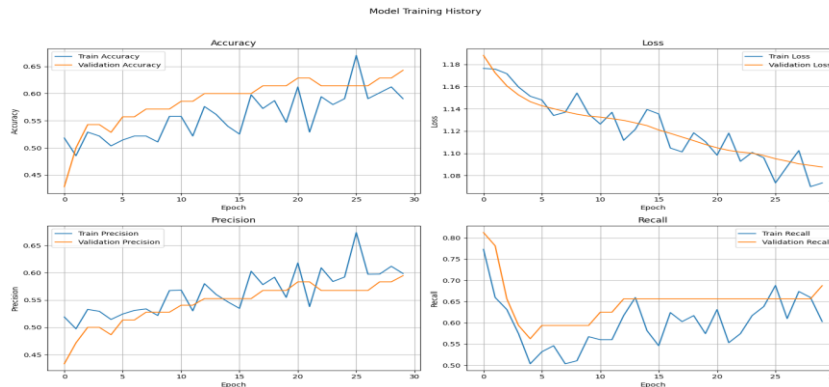 Model Training History
Accuracy
Train Accuracy
Validation Accuracy
Accuracy
0.65
0.60
0.55
0.50
0.45
0 5 10 15 20 25 30
Epoch
Loss
Train Loss
Validation Loss
Loss
1.18
1.16
1.14
1.12
1.10
1.08
0 5 10 15 20 25
Epoch
Precision
Train Precision
Validation Precision
Precision
0.65
0.60
0.55
0.50
0.45
0 5 10 15 20 25 30
Epoch
Recall
Train Recall
Validation Recall
Recall
0.80
0.75
0.70
0.65
0.60
0.55
0.50
0 5 10 15 20 25
Epoch